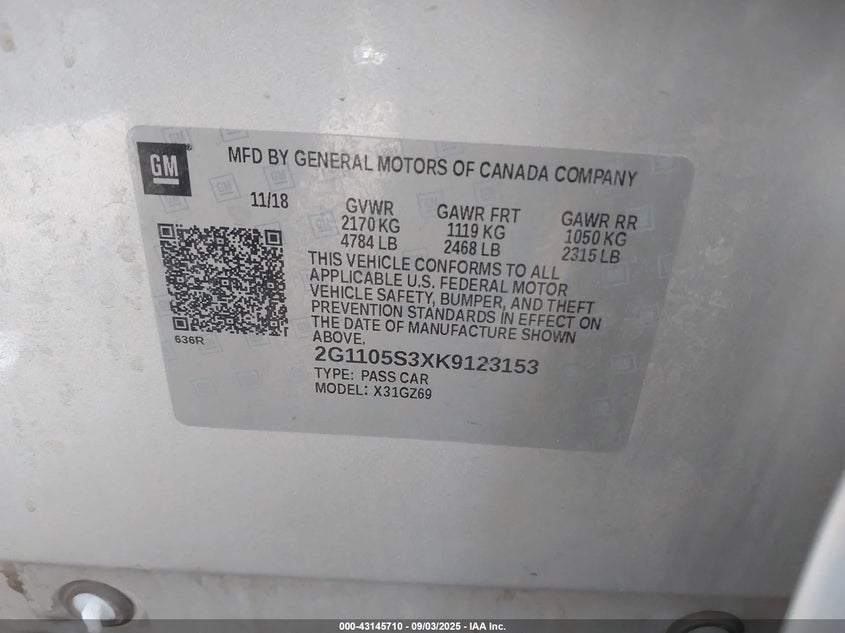 GM
MFD BY GENERAL MOTORS OF CANADA COMPANY
11/18
GVWR
2170 KG
4784 LB
GAWR FRT
1119 KG
2468 LB
GAWR RR
1050 KG
2315 LB
THIS VEHICLE CONFORMS TO ALL
APPLICABLE U.S. FEDERAL MOTOR
VEHICLE SAFETY, BUMPER, AND THEFT
PREVENTION STANDARDS IN EFFECT ON
THE DATE OF MANUFACTURE SHOWN
ABOVE.
636R
2G1105S3XK9123153
TYPE: PASS CAR
MODEL: X31GZ69
000-43145710 - 09/03/2025 - IAA Inc.